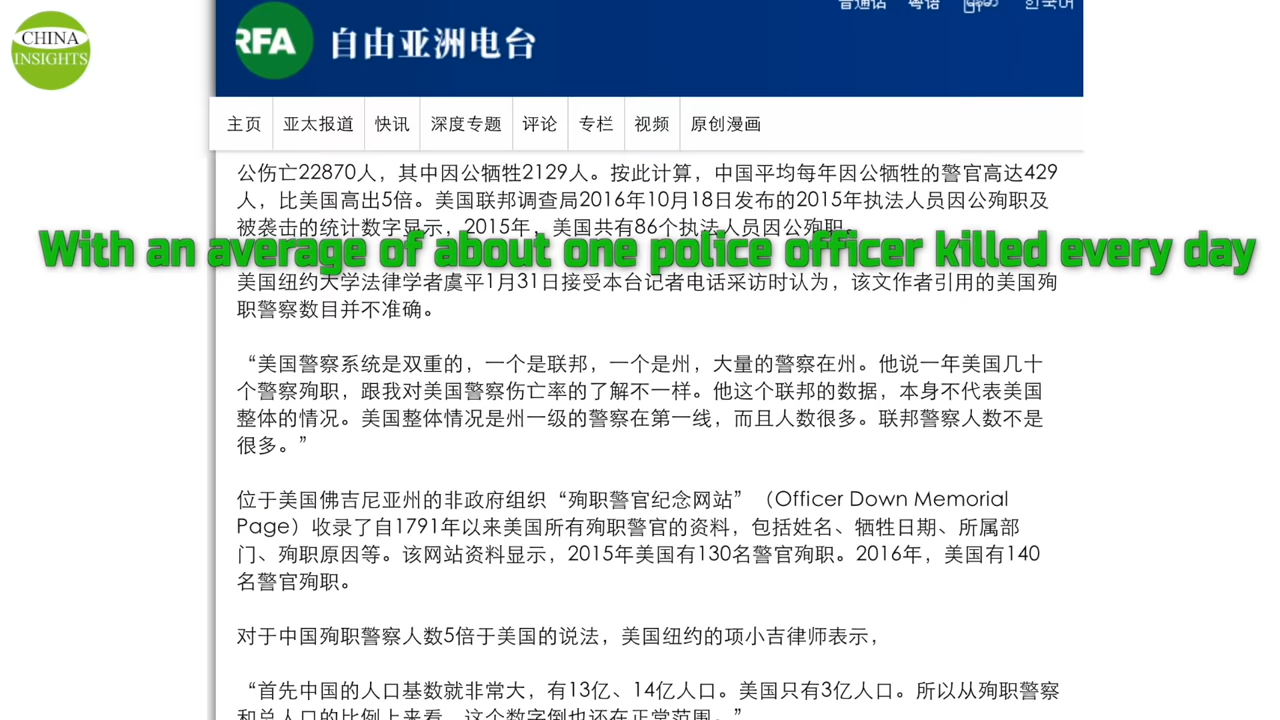 CHINA
INSIGHTS
RFA 自由亚洲电台
普通话 粤语 မြန်မာ 한국어
主页 亚太报道 快讯 深度专题 评论 专栏 视频 原创漫画
公伤亡22870人，其中因公牺牲2129人。按此计算，中国平均每年因公牺牲的警官高达429
人，比美国高出5倍。美国联邦调查局2016年10月18日发布的2015年执法人员因公殉职及
被袭击的统计数字显示，2015年，美国共有86个执法人员因公殉职。
With an average of about one police officer killed every day
美国纽约大学法律学者虞平1月31日接受本台记者电话采访时认为，该文作者引用的美国殉
职警察数目并不准确。
“美国警察系统是双重的，一个是联邦，一个是州，大量的警察在州。他说一年美国几十
个警察殉职，跟我对美国警察伤亡率的了解不一样。他这个联邦的数据，本身不代表美国
整体的情况。美国整体情况是州一级的警察在第一线，而且人数很多。联邦警察人数不是
很多。”
位于美国佛吉尼亚州的非政府组织“殉职警官纪念网站”（Officer Down Memorial
Page）收录了自1791年以来美国所有殉职警官的资料，包括姓名、牺牲日期、所属部
门、殉职原因等。该网站资料显示，2015年美国有130名警官殉职。2016年，美国有140
名警官殉职。
对于中国殉职警察人数5倍于美国的说法，美国纽约的项小吉律师表示，
“首先中国的人口基数就非常大，有13亿、14亿人口。美国只有3亿人口。所以从殉职警察
和总人口的比例上来看，这个数字倒也还在正常范围。”